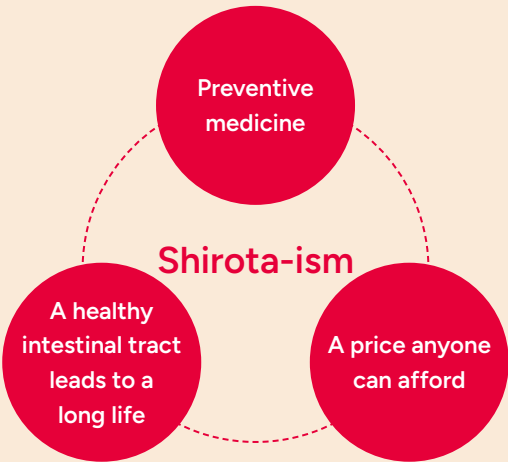 Preventive
medicine
Shirota-ism
A healthy
intestinal tract
leads to a
long life
A price anyone
can afford